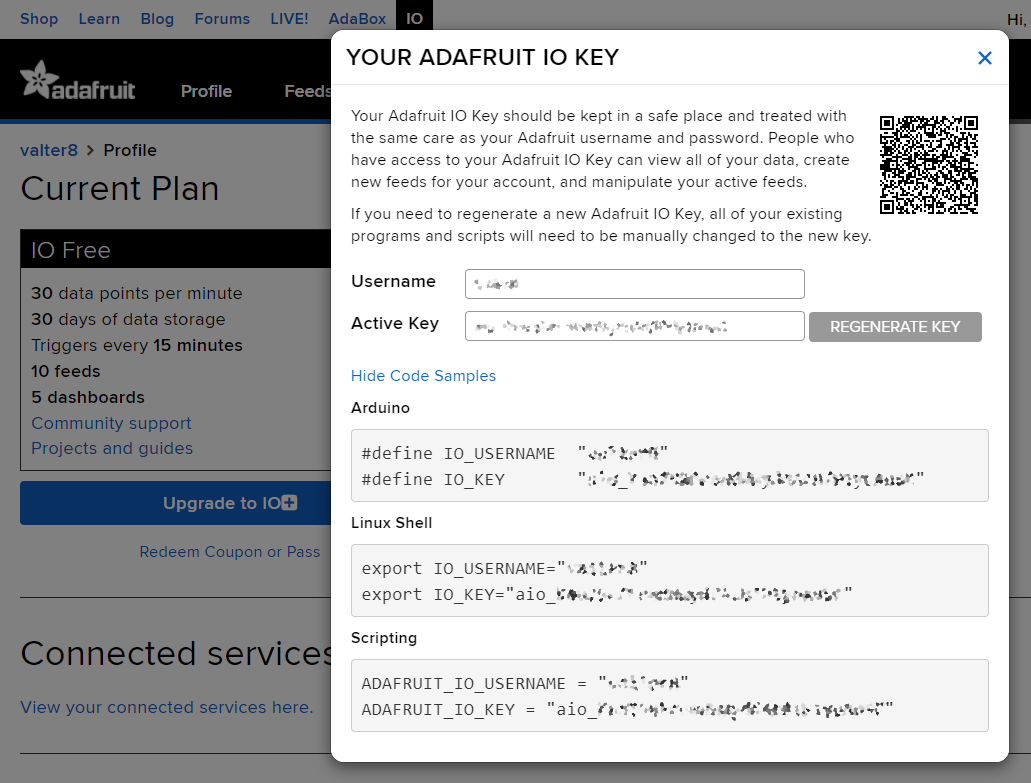 Shop Learn Blog Forums LIVE! AdaBox IO
Hi,
adafruit Profile Feeds
valter8 > Profile
Current Plan
IO Free
30 data points per minute
30 days of data storage
Triggers every 15 minutes
10 feeds
5 dashboards
Community support
Projects and guides
Upgrade to IO+
Redeem Coupon or Pass
Connected services
View your connected services here.
YOUR ADAFRUIT IO KEY
Your Adafruit IO Key should be kept in a safe place and treated with
the same care as your Adafruit username and password. People who
have access to your Adafruit IO Key can view all of your data, create
new feeds for your account, and manipulate your active feeds.
If you need to regenerate a new Adafruit IO Key, all of your existing
programs and scripts will need to be manually changed to the new key.
Username
Active Key REGENERATE KEY
Hide Code Samples
Arduino
#define IO_USERNAME "
#define IO_KEY "
Linux Shell
export IO_USERNAME="
export IO_KEY="aio_
Scripting
ADAFRUIT_IO_USERNAME = "
ADAFRUIT_IO_KEY = "aio_